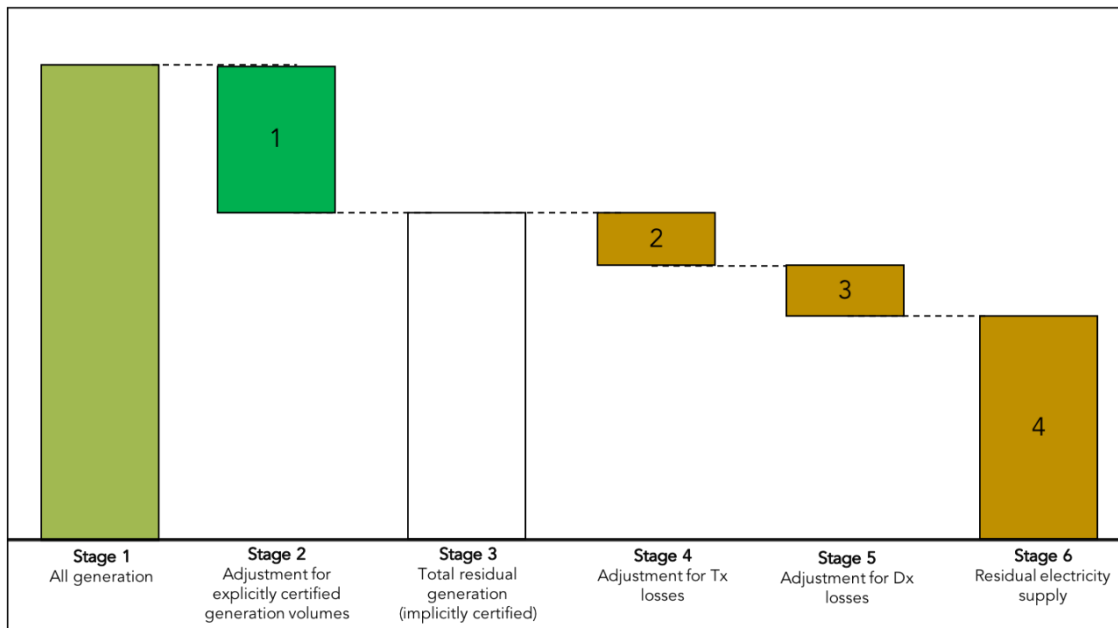 1
2
3
4
Stage 1
All generation
Stage 2
Adjustment for
explicitly certified
generation volumes
Stage 3
Total residual
generation
(implicitly certified)
Stage 4
Adjustment for Tx
losses
Stage 5
Adjustment for Dx
losses
Stage 6
Residual electricity
supply